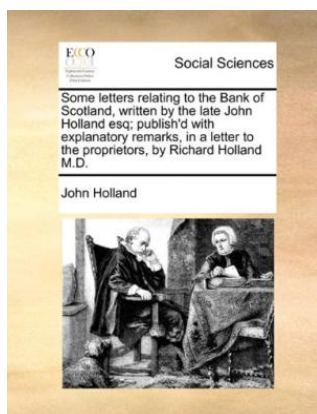 ECCO
Social Sciences
Some letters relating to the Bank of
Scotland, written by the late John
Holland esq; publish'd with
explanatory remarks, in a letter to
the proprietors, by Richard Holland
M.D.
John Holland